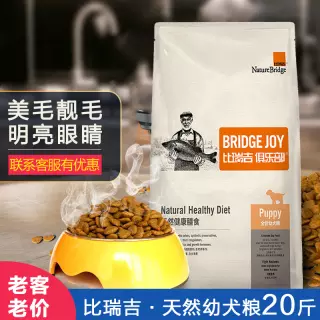 NatureBridge
美毛靓毛
明亮眼睛
联系客服有优惠
BRIDGE JOY
比瑞吉 俱乐部
Natural Healthy Diet
天然健康膳食
Puppy
老客
老价
比瑞吉·天然幼犬粮20斤